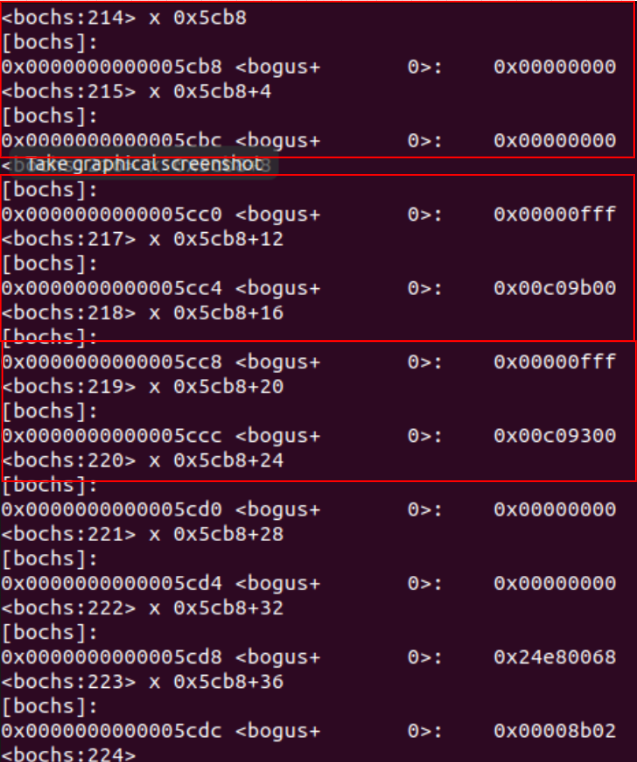 <bochs:214> x 0x5cb8
[bochs]:
0x0000000000005cb8 <bogus+       0>:    0x00000000
<bochs:215> x 0x5cb8+4
[bochs]:
0x0000000000005cbc <bogus+       0>:    0x00000000
Take graphical screenshot
[bochs]:
0x0000000000005cc0 <bogus+       0>:    0x00000fff
<bochs:217> x 0x5cb8+12
[bochs]:
0x0000000000005cc4 <bogus+       0>:    0x00c09b00
<bochs:218> x 0x5cb8+16
[bochs]:
0x0000000000005cc8 <bogus+       0>:    0x00000fff
<bochs:219> x 0x5cb8+20
[bochs]:
0x0000000000005ccc <bogus+       0>:    0x00c09300
<bochs:220> x 0x5cb8+24
[bochs]:
0x0000000000005cd0 <bogus+       0>:    0x00000000
<bochs:221> x 0x5cb8+28
[bochs]:
0x0000000000005cd4 <bogus+       0>:    0x00000000
<bochs:222> x 0x5cb8+32
[bochs]:
0x0000000000005cd8 <bogus+       0>:    0x24e80068
<bochs:223> x 0x5cb8+36
[bochs]:
0x0000000000005cdc <bogus+       0>:    0x00008b02
<bochs:224>